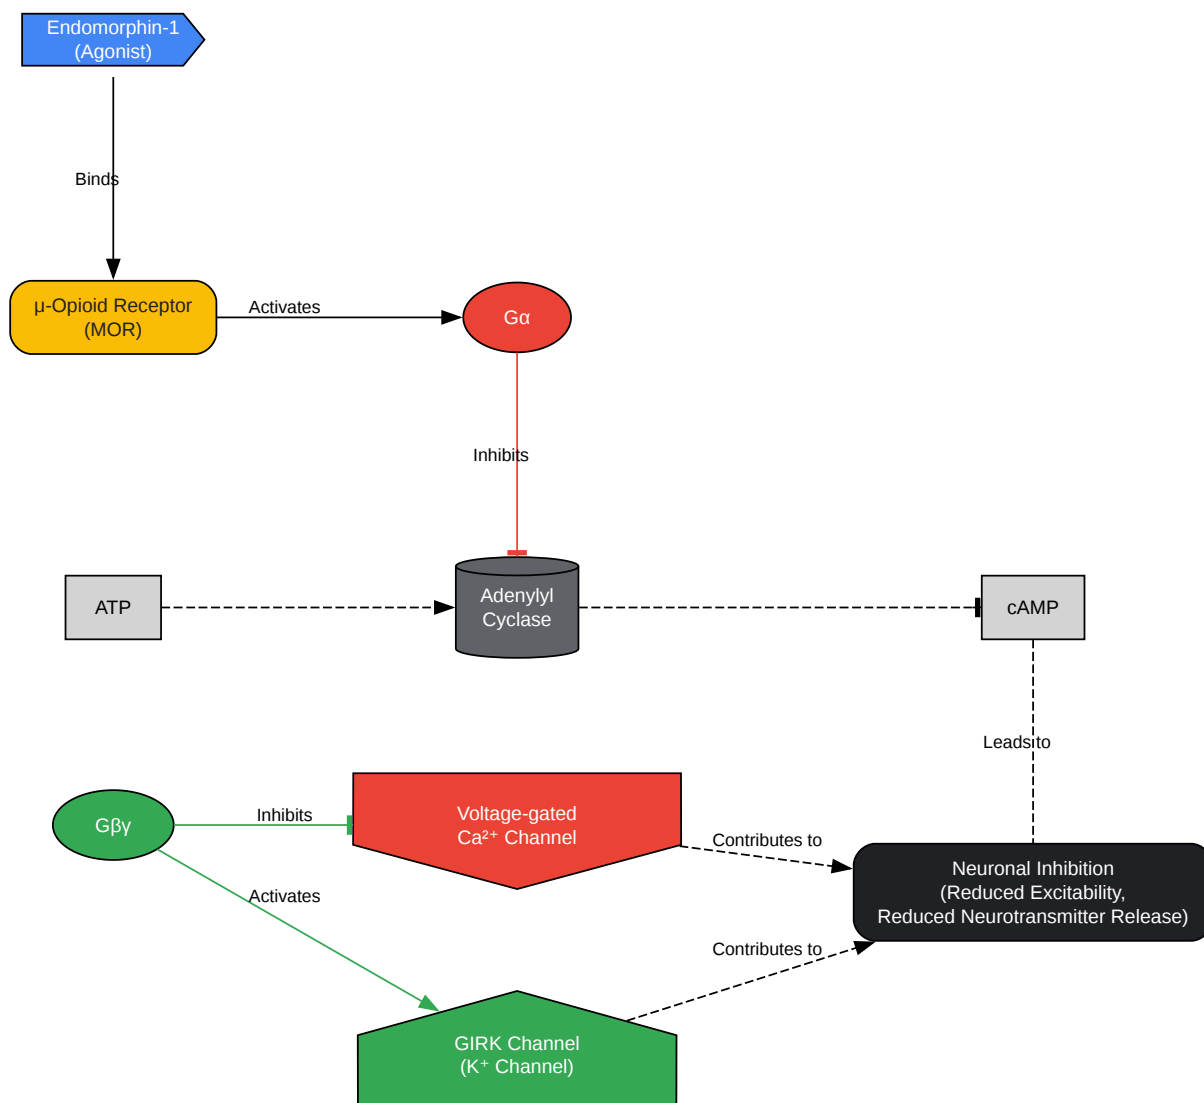 Endomorphin-1
(Agonist)
Binds
μ-Opioid Receptor
(MOR)
Activates
Gα
Inhibits
ATP
Adenylyl
Cyclase
cAMP
Leads to
Gβγ
Inhibits
Voltage-gated
Ca²⁺ Channel
Contributes to
Neuronal Inhibition
(Reduced Excitability,
Reduced Neurotransmitter Release)
Activates
Contributes to
GIRK Channel
(K⁺ Channel)